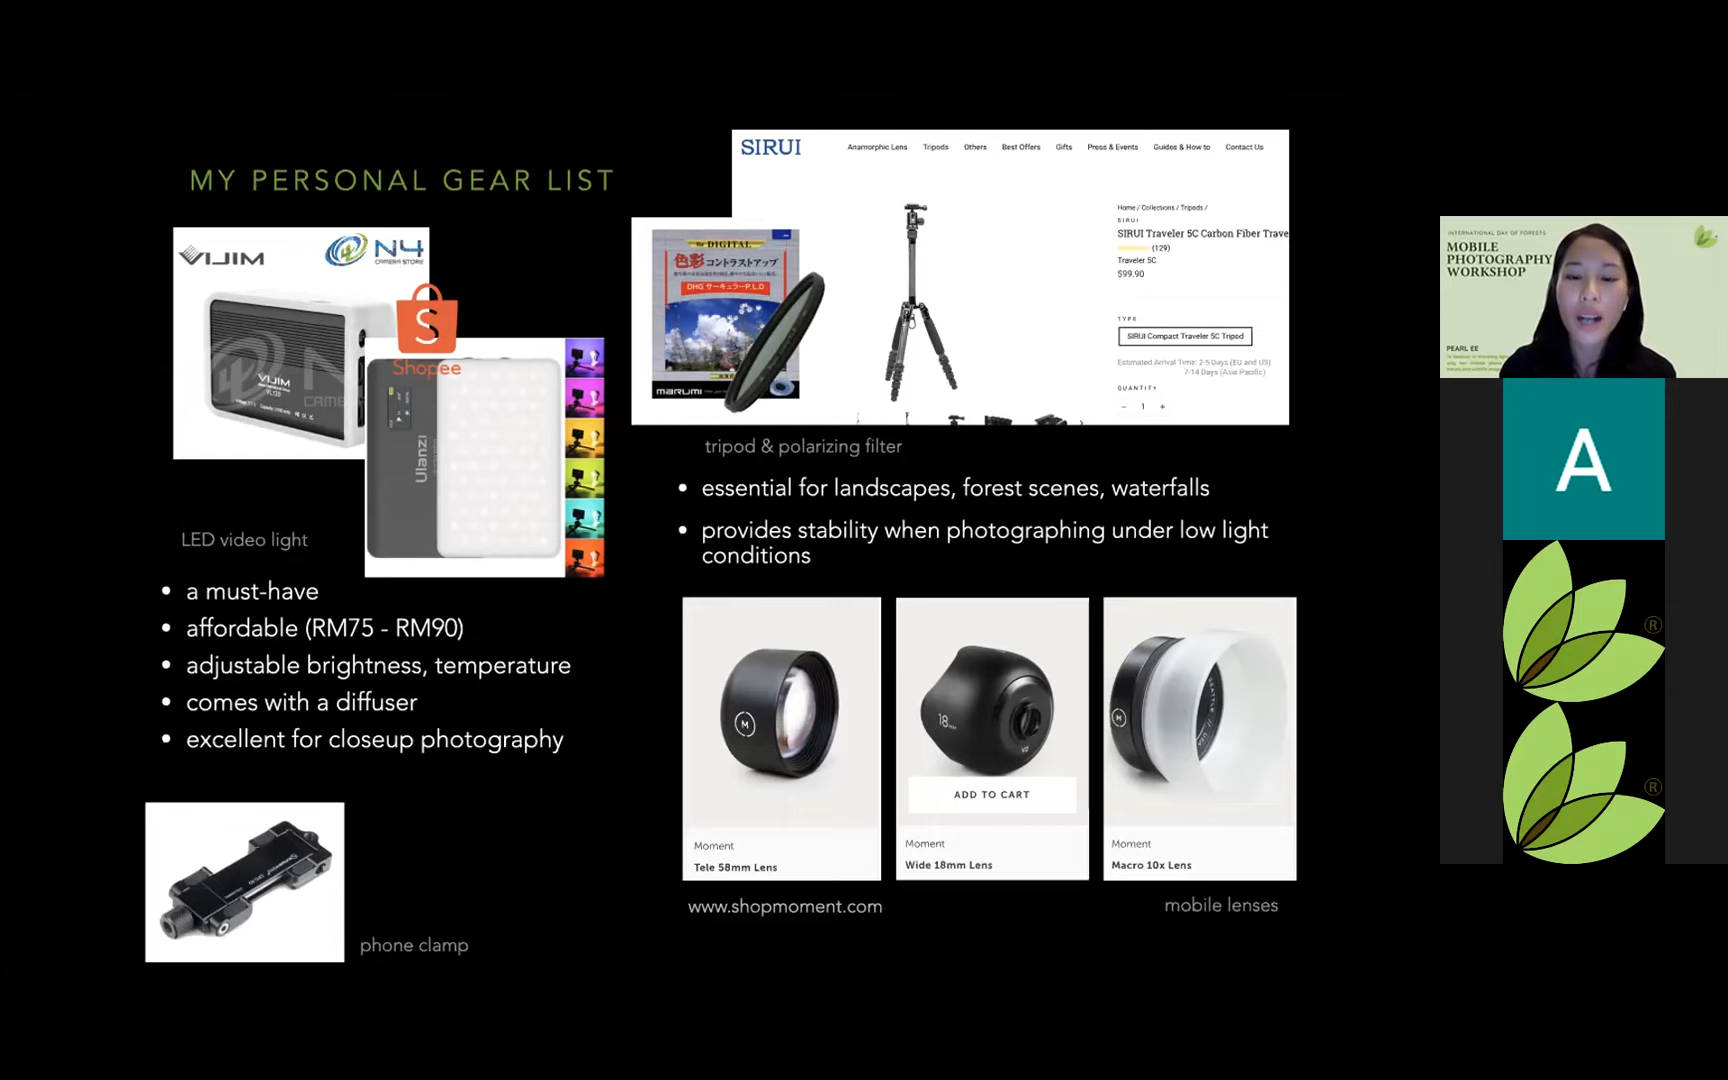 MY PERSONAL GEAR LIST
VIJIM
N4
CAMERA STORE
VIJIM
VL120
Shopee
Ulanzi
LED video light
• a must-have
• affordable (RM75 - RM90)
• adjustable brightness, temperature
• comes with a diffuser
• excellent for closeup photography
phone clamp
SIRUI
Anamorphic Lens
Tripods
Others
Best Offers
Gifts
Press & Events
Guides & How to
Contact Us
Home / Collections / Tripods /
SIRUI
SIRUI Traveler 5C Carbon Fiber Trave
(129)
Traveler 5C
$99.90
TYPE
SIRUI Compact Traveler 5C Tripod
Estimated Arrival Time: 2-5 Days (EU and US)
7-14 Days (Asia Pacific)
QUANTITY
− 1 +
for DIGITAL
色彩コントラストアップ
DHG サーキュラーP.L.D
marumi
tripod & polarizing filter
• essential for landscapes, forest scenes, waterfalls
• provides stability when photographing under low light
conditions
M
18mm
V2
ADD TO CART
M
Moment
Tele 58mm Lens
Moment
Wide 18mm Lens
Moment
Macro 10x Lens
www.shopmoment.com
mobile lenses
INTERNATIONAL DAY OF FORESTS
MOBILE
PHOTOGRAPHY
WORKSHOP
PEARL EE
A
®
®